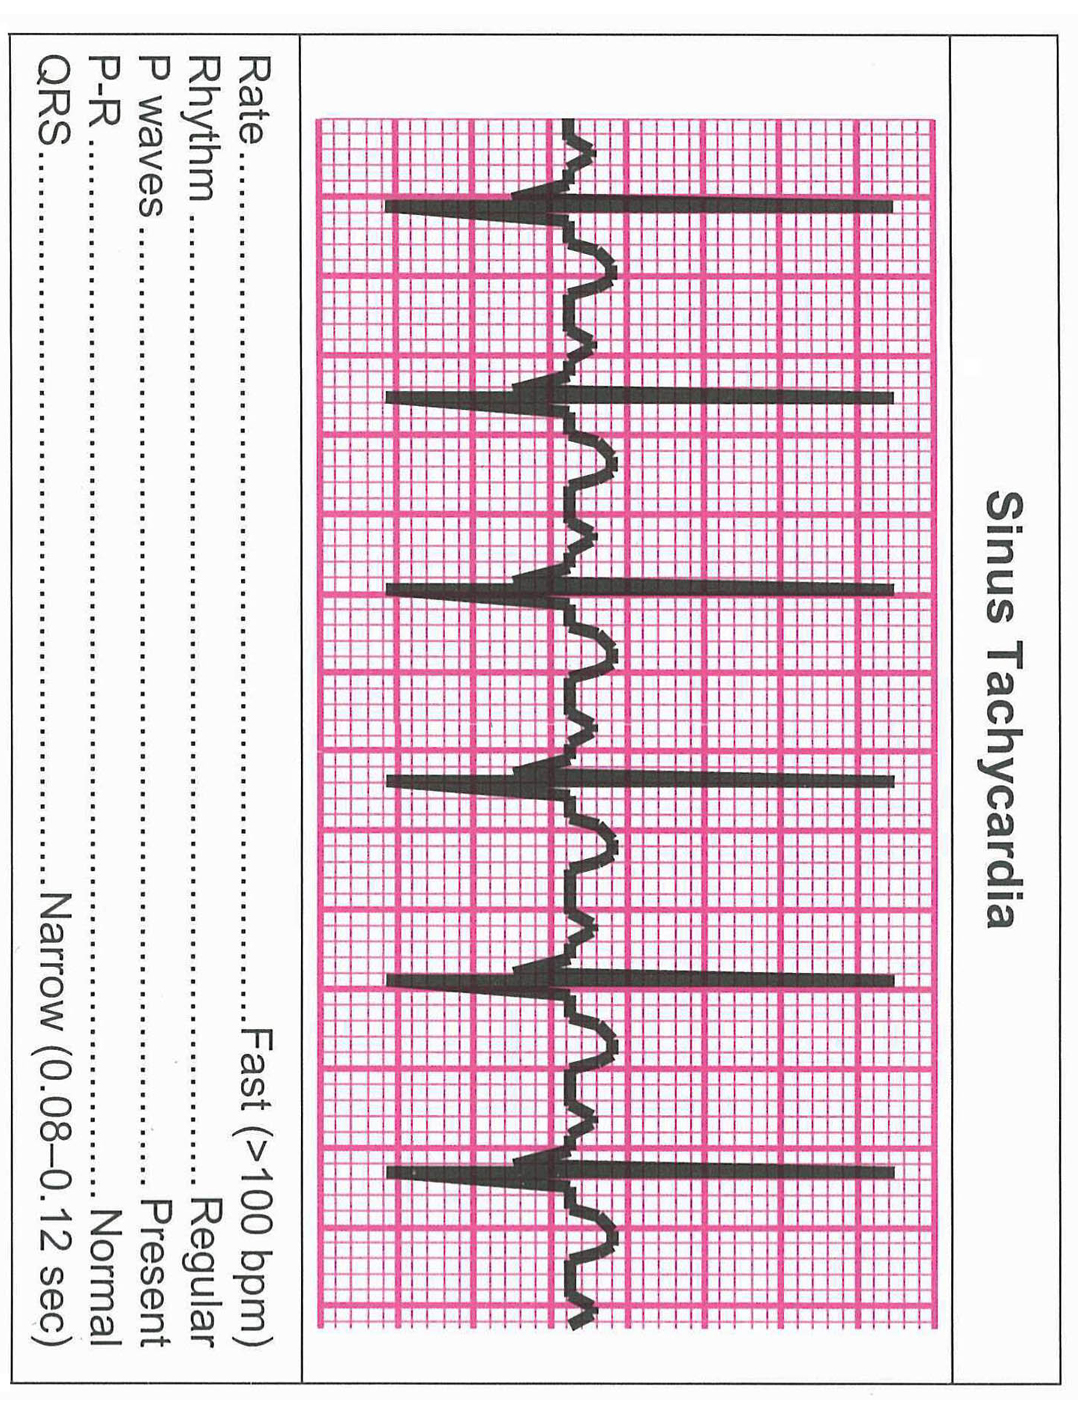 Sinus Tachycardia
Rate........................................................Fast (>100 bpm)
Rhythm ........................................................Regular
P waves........................................................Present
P-R ........................................................Normal
QRS........................................................Narrow (0.08–0.12 sec)